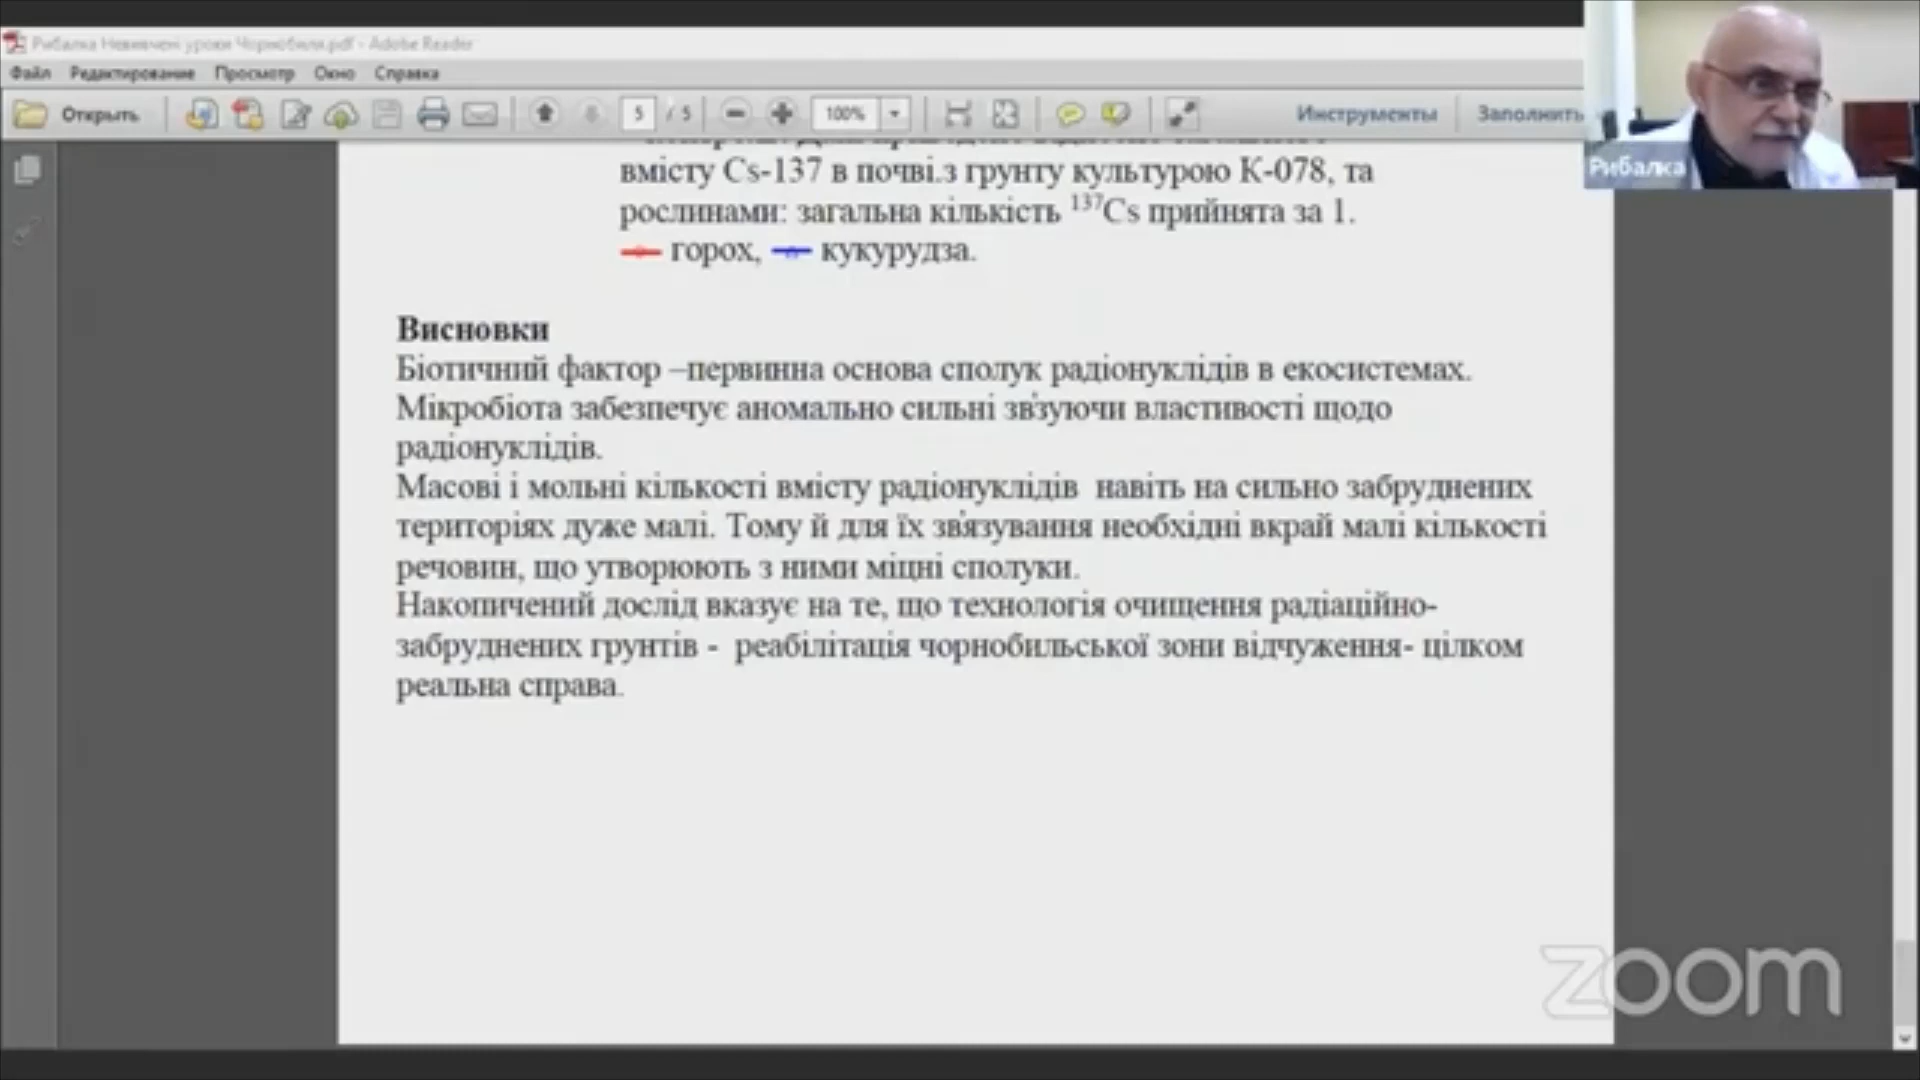 Рибалка Невивчені уроки Чорнобиля.pdf - Adobe Reader
Файл Редактирование Просмотр Окно Справка
Открыть 5 / 5 100% Инструменты Заполнить
Рибалка
вмісту Cs-137 в почві.з грунту культурою К-078, та
рослинами: загальна кількість ¹³⁷Cs прийнята за 1.
горох, кукурудза.
Висновки
Біотичний фактор –первинна основа сполук радіонуклідів в екосистемах.
Мікробіота забезпечує аномально сильні зв'зуючи властивості щодо
радіонуклідів.
Масові і мольні кількості вмісту радіонуклідів навіть на сильно забруднених
територіях дуже малі. Тому й для їх зв'язування необхідні вкрай малі кількості
речовин, що утворюють з ними міцні сполуки.
Накопичений дослід вказує на те, що технологія очищення радіаційно-
забруднених грунтів - реабілітація чорнобильської зони відчуження- цілком
реальна справа.
zoom